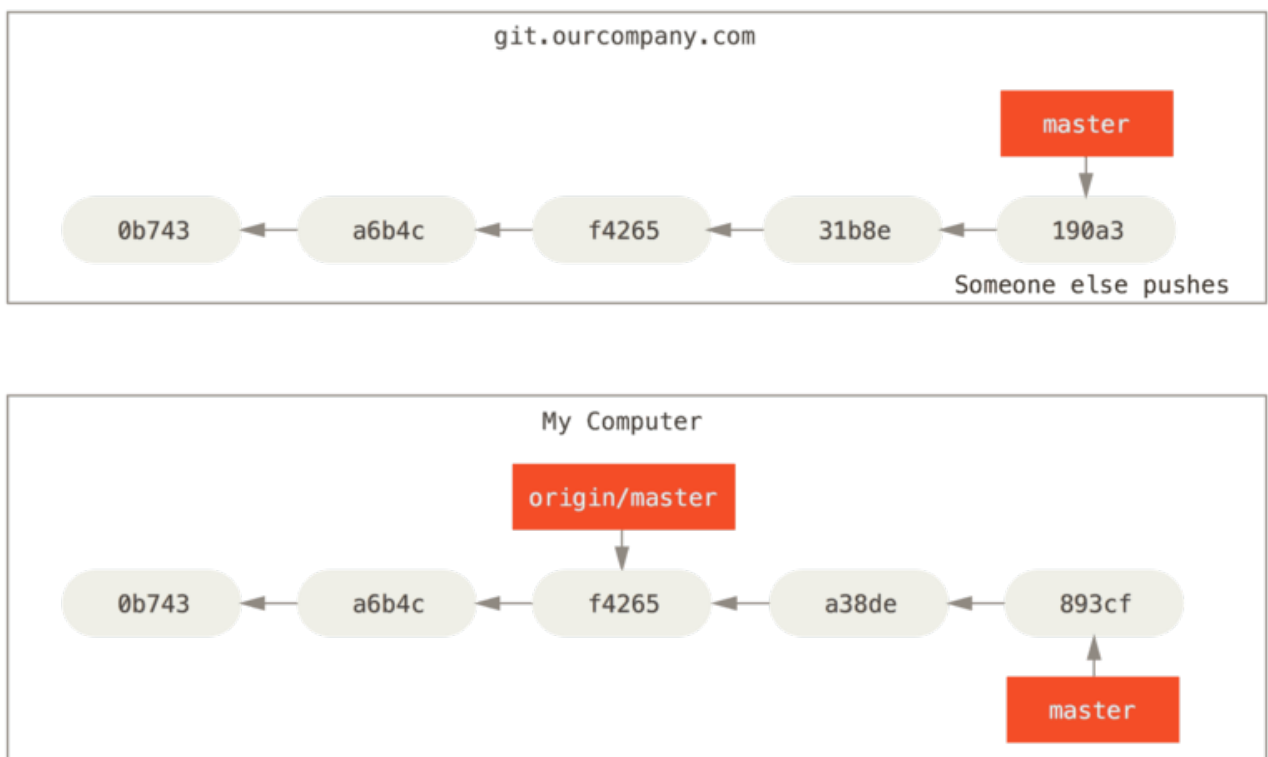 git.ourcompany.com
master
0b743 a6b4c f4265 31b8e 190a3
Someone else pushes
My Computer
origin/master
0b743 a6b4c f4265 a38de 893cf
master